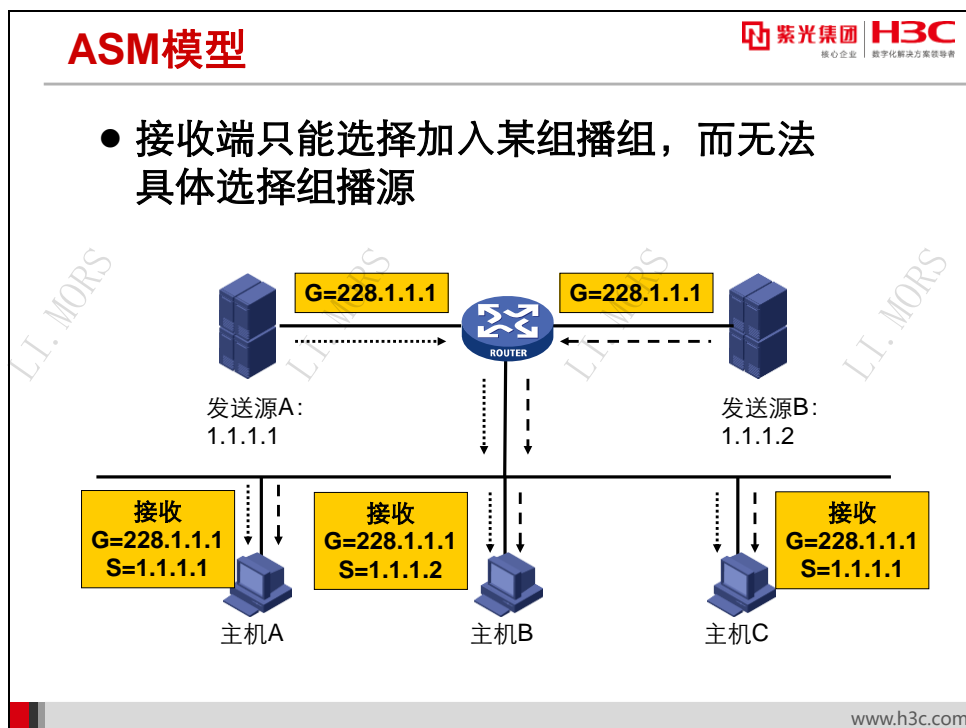 ASM模型
紫光集团 H3C
核心企业 数字化解决方案领导者
● 接收端只能选择加入某组播组，而无法
具体选择组播源
G=228.1.1.1
G=228.1.1.1
ROUTER
发送源A：
1.1.1.1
发送源B：
1.1.1.2
接收
G=228.1.1.1
S=1.1.1.1
接收
G=228.1.1.1
S=1.1.1.2
接收
G=228.1.1.1
S=1.1.1.1
主机A
主机B
主机C
LI. MORS
LI. MORS
LI. MORS
LI. MORS
www.h3c.com